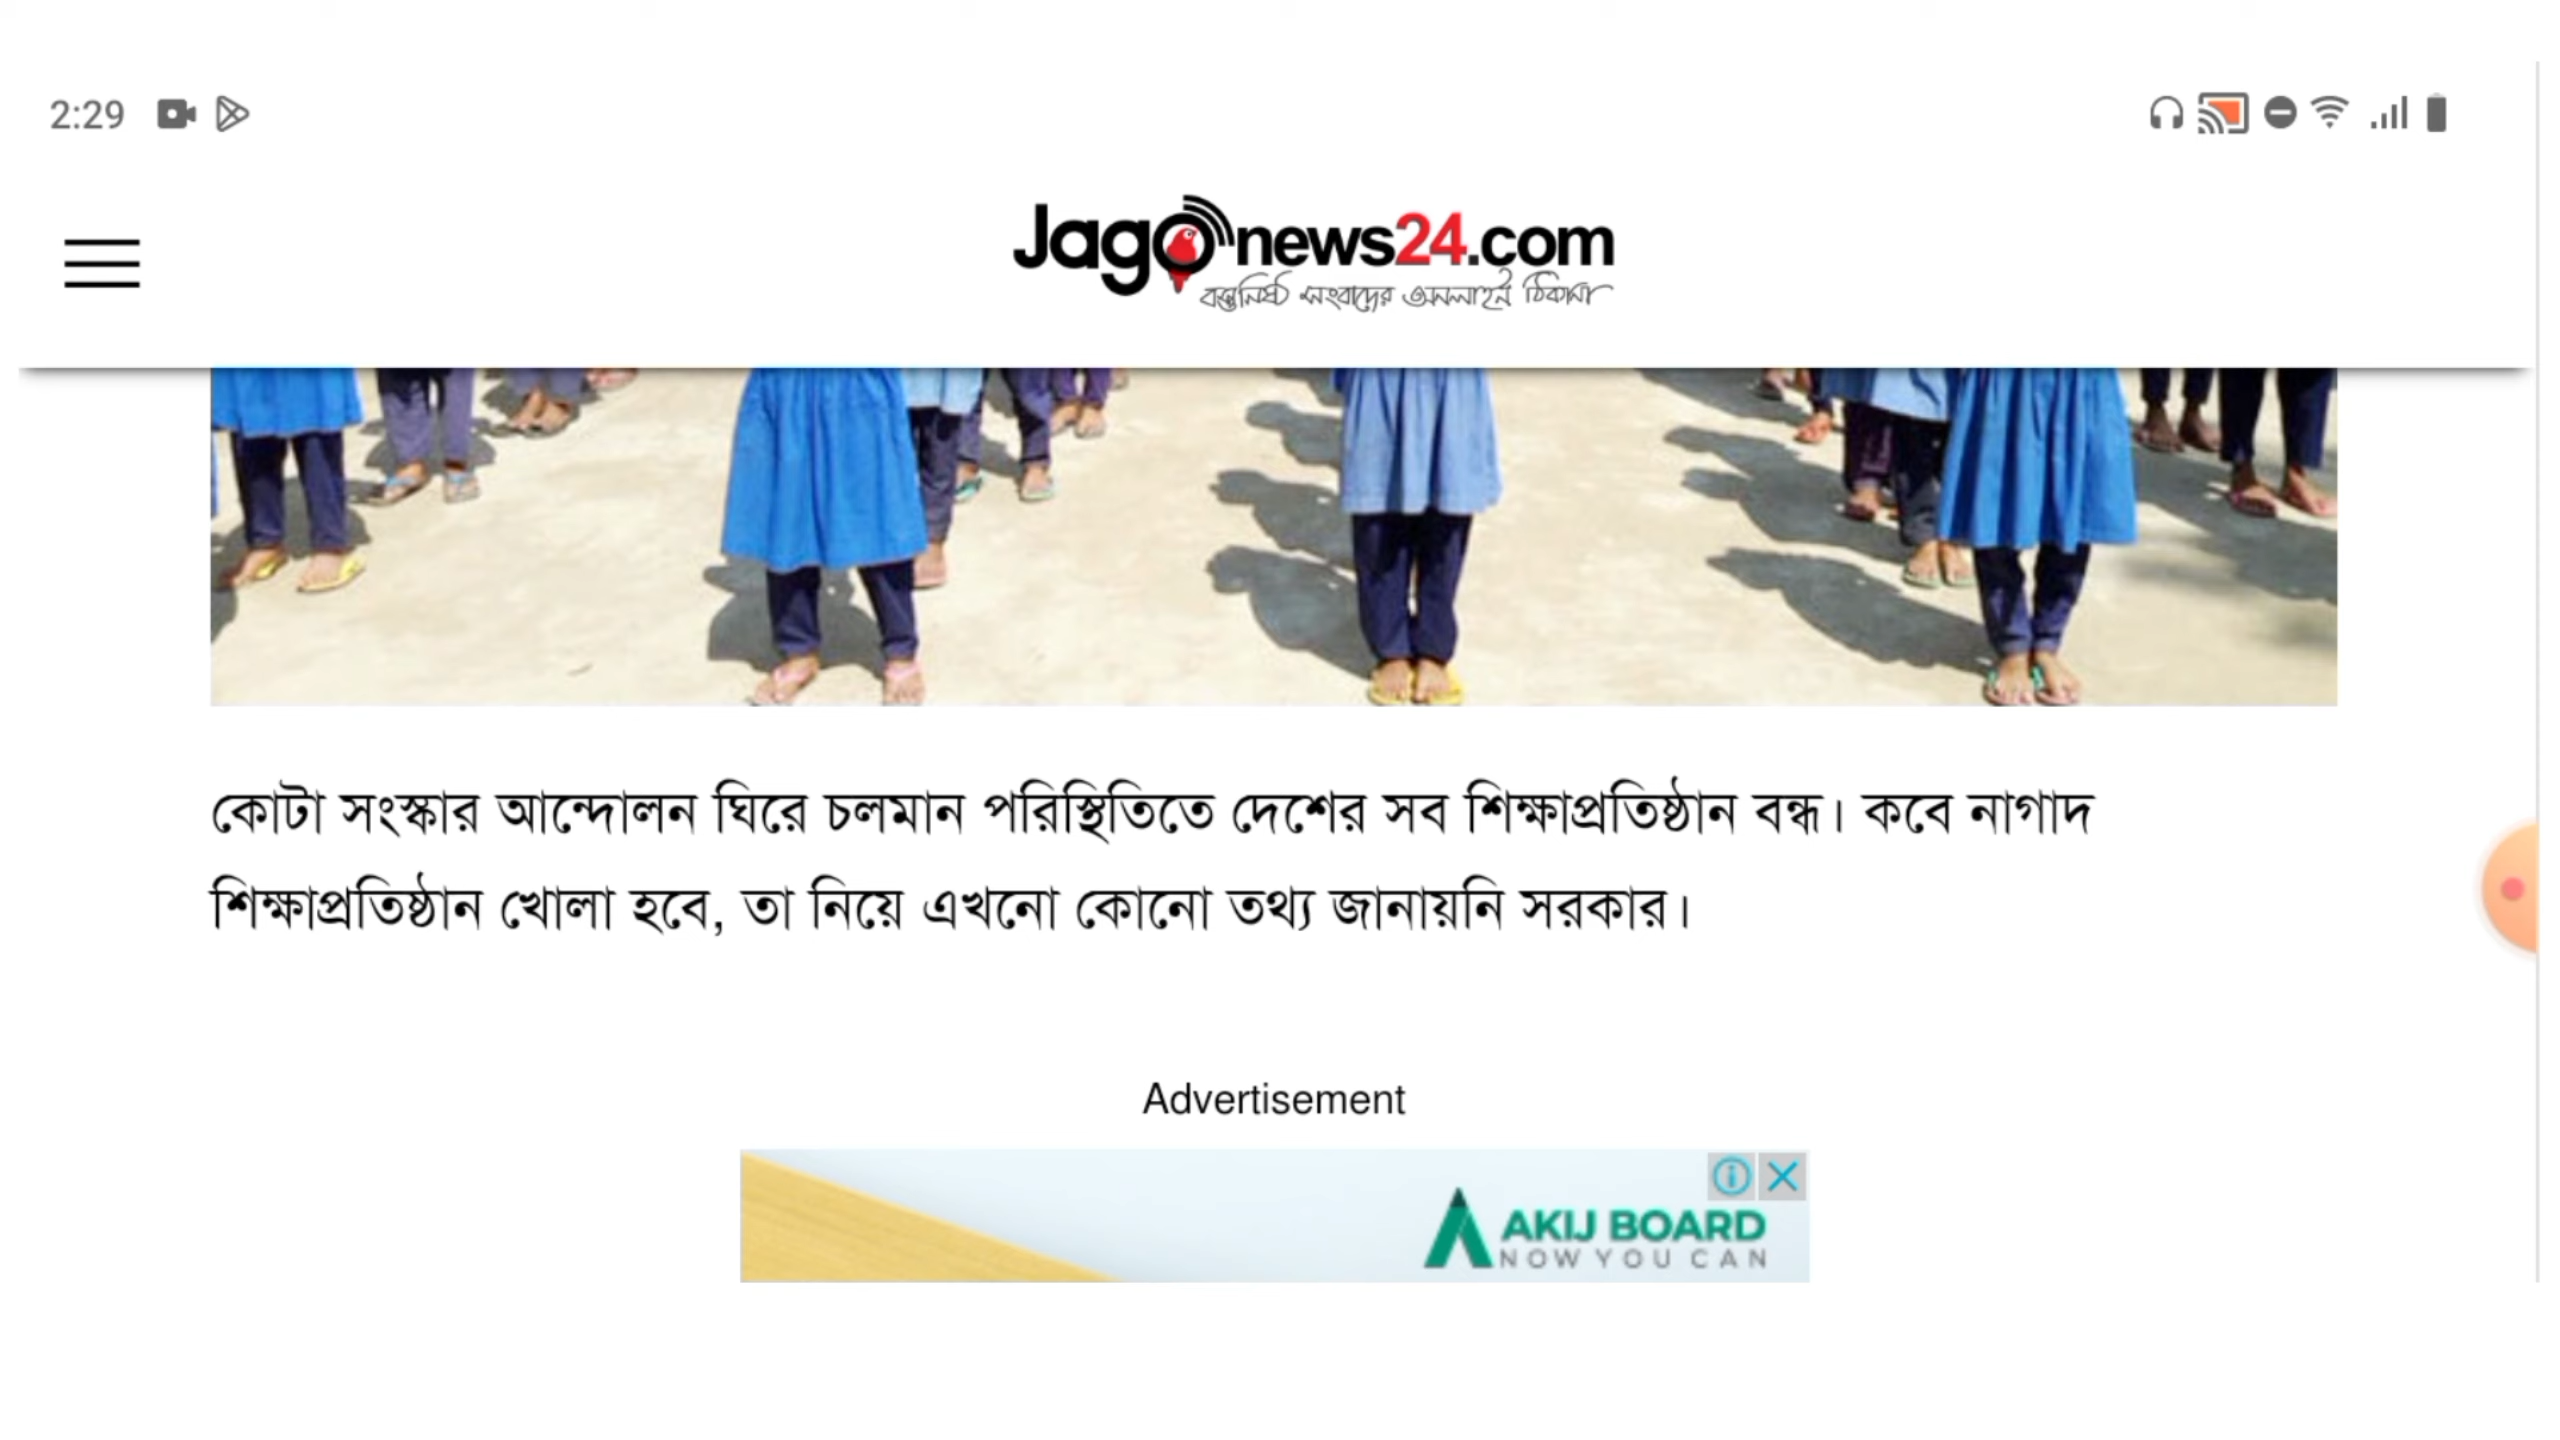 2:29
Jagonews24.com
বস্তুনিষ্ঠ সংবাদের অনলাইন ঠিকানা
কোটা সংস্কার আন্দোলন ঘিরে চলমান পরিস্থিতিতে দেশের সব শিক্ষাপ্রতিষ্ঠান বন্ধ। কবে নাগাদ
শিক্ষাপ্রতিষ্ঠান খোলা হবে, তা নিয়ে এখনো কোনো তথ্য জানায়নি সরকার।
Advertisement
AKIJ BOARD
NOW YOU CAN